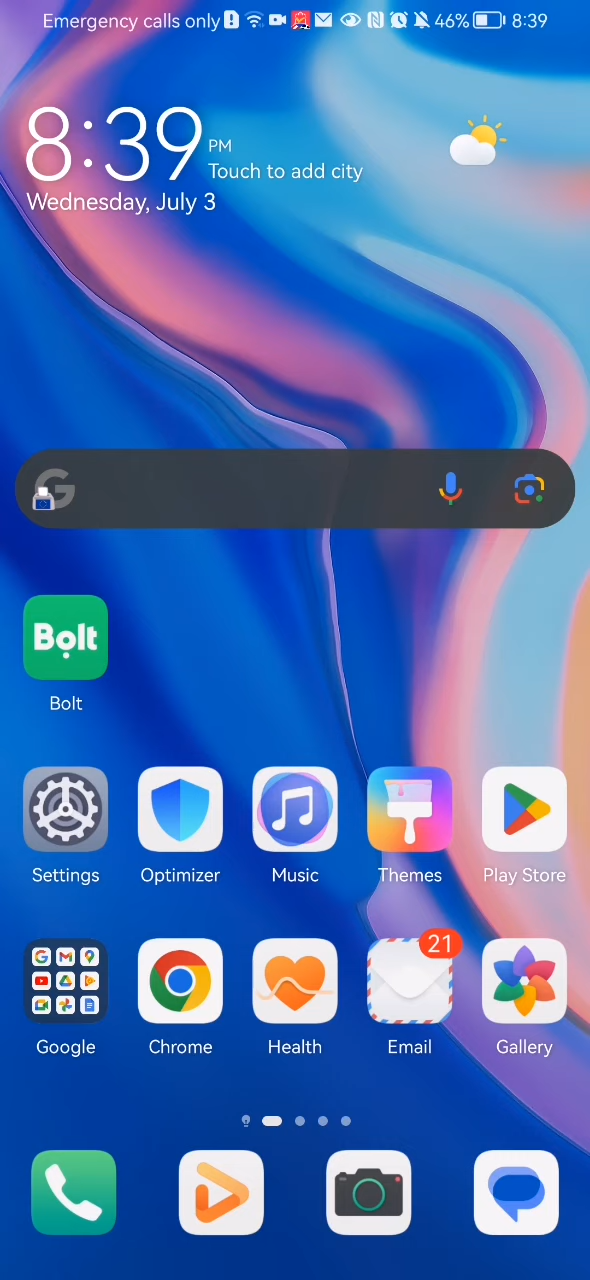 Emergency calls only 46% 8:39
8:39 PM
Touch to add city
Wednesday, July 3
Bolt
Bolt
Settings Optimizer Music Themes Play Store
21
Google Chrome Health Email Gallery